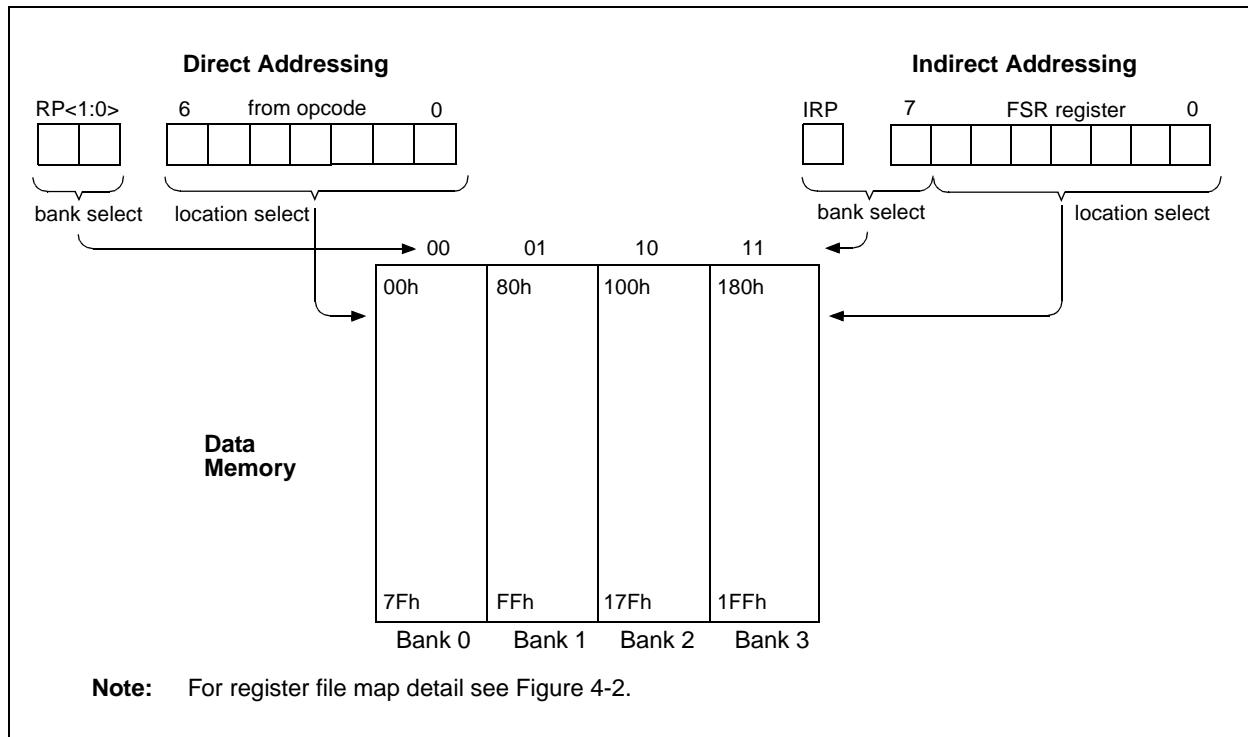 Direct Addressing
Indirect Addressing
RP<1:0> 6 from opcode 0
IRP 7 FSR register 0
bank select location select
bank select location select
00 01 10 11
00h 80h 100h 180h
Data
Memory
7Fh FFh 17Fh 1FFh
Bank 0 Bank 1 Bank 2 Bank 3
Note: For register file map detail see Figure 4-2.